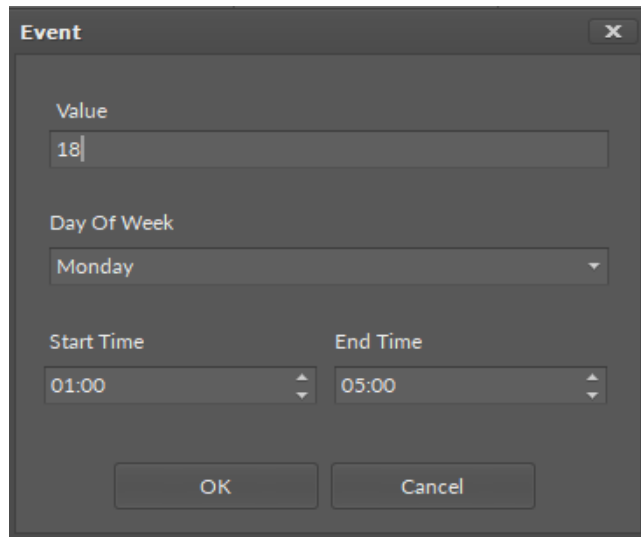 Event
Value
18
Day Of Week
Monday
Start Time End Time
01:00 05:00
OK Cancel